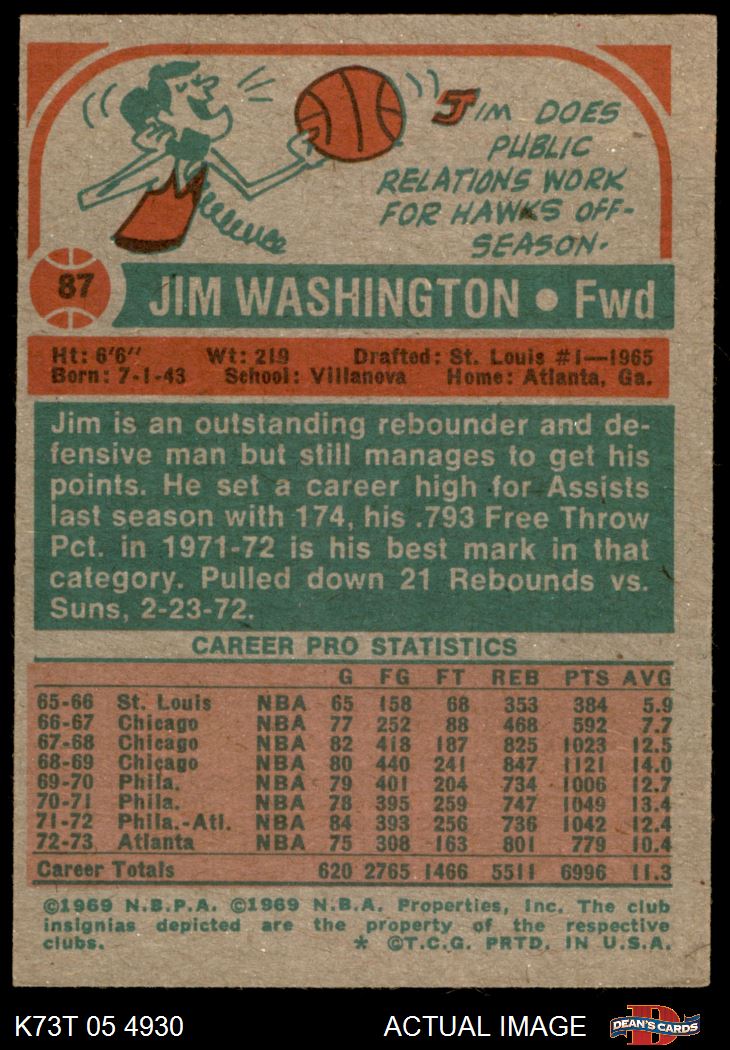 JIM DOES
PUBLIC
RELATIONS WORK
FOR HAWKS OFF-
SEASON.
87 JIM WASHINGTON • Fwd
Ht: 6'6" Wt: 219 Drafted: St. Louis #1—1965
Born: 7-1-43 School: Villanova Home: Atlanta, Ga.
Jim is an outstanding rebounder and de-
fensive man but still manages to get his
points. He set a career high for Assists
last season with 174, his .793 Free Throw
Pct. in 1971-72 is his best mark in that
category. Pulled down 21 Rebounds vs.
Suns, 2-23-72.
CAREER PRO STATISTICS
G FG FT REB PTS AVG
65-66 St. Louis NBA 65 158 68 353 384 5.9
66-67 Chicago NBA 77 252 88 468 592 7.7
67-68 Chicago NBA 82 418 187 825 1023 12.5
68-69 Chicago NBA 80 440 241 847 1121 14.0
69-70 Phila. NBA 79 401 204 734 1006 12.7
70-71 Phila. NBA 78 395 259 747 1049 13.4
71-72 Phila.-Atl. NBA 84 393 256 736 1042 12.4
72-73 Atlanta NBA 75 308 163 801 779 10.4
Career Totals 620 2765 1466 5511 6996 11.3
©1969 N.B.P.A. ©1969 N.B.A. Properties, Inc. The club
insignias depicted are the property of the respective
clubs. * ©T.C.G. PRTD. IN U.S.A.
K73T 05 4930 ACTUAL IMAGE D DEAN'S CARDS